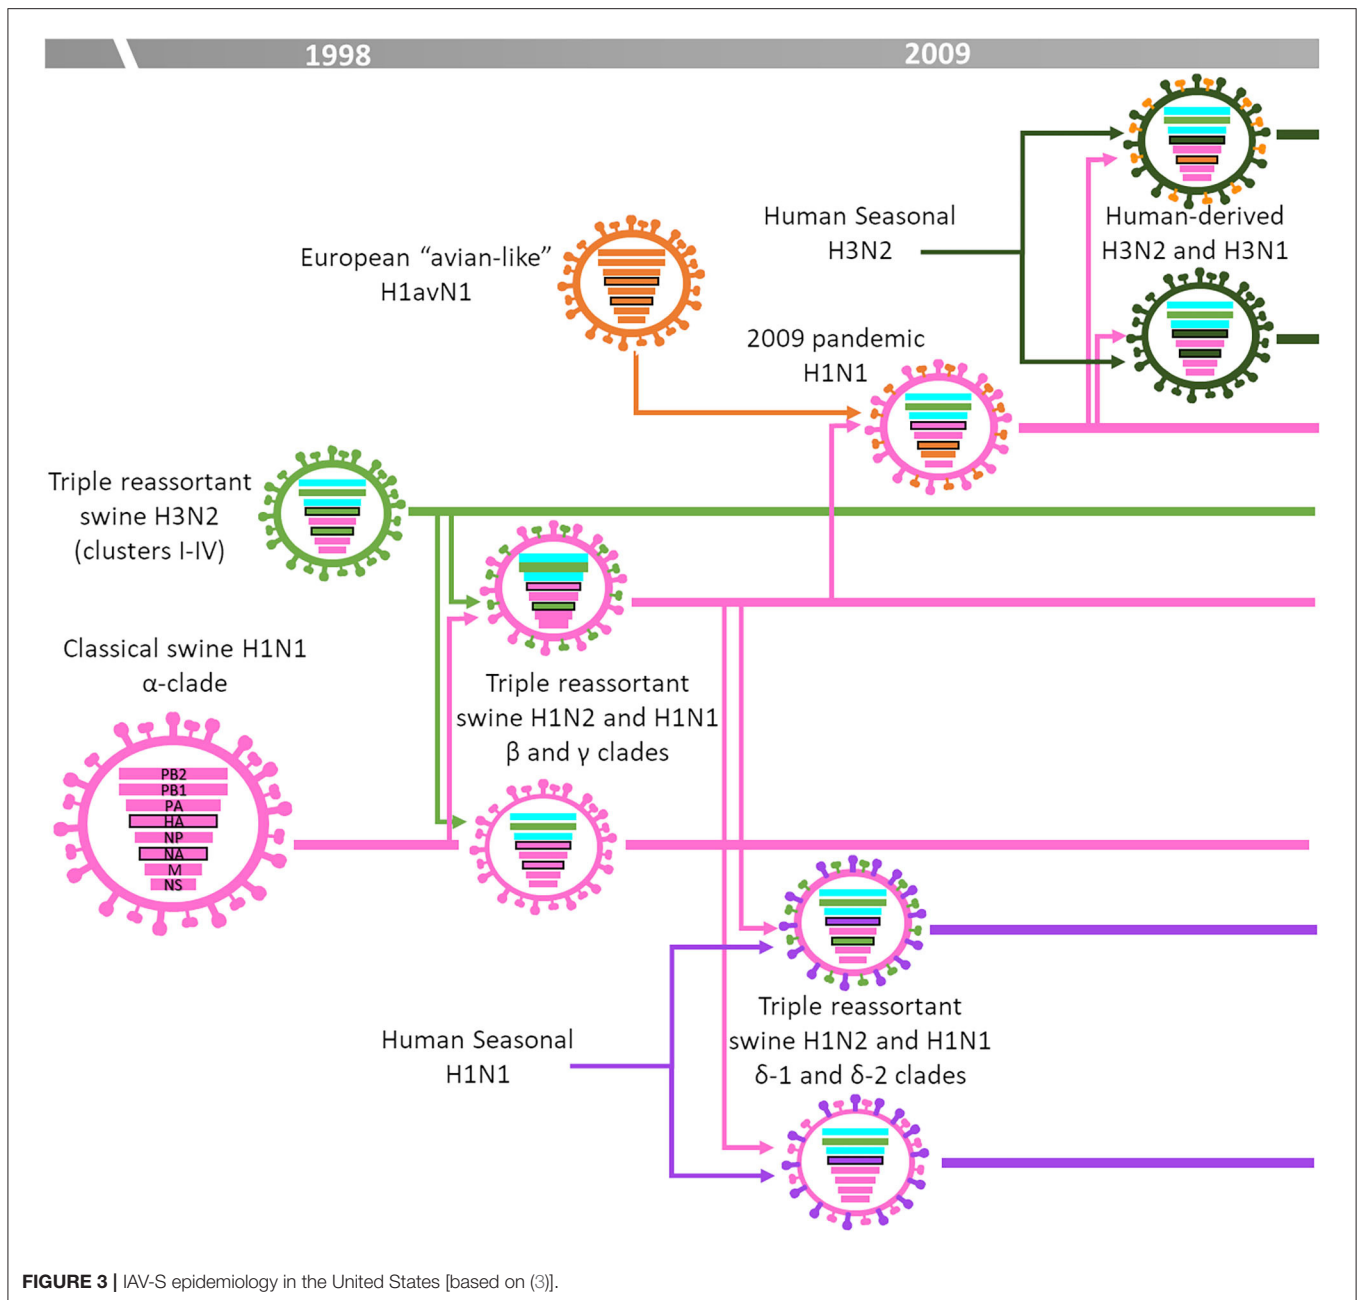 1998
2009
Human Seasonal
H3N2
Human-derived
H3N2 and H3N1
European “avian-like”
H1avN1
2009 pandemic
H1N1
Triple reassortant
swine H3N2
(clusters I-IV)
Classical swine H1N1
α-clade
PB2
PB1
PA
HA
NP
NA
M
NS
Triple reassortant
swine H1N2 and H1N1
β and γ clades
Human Seasonal
H1N1
Triple reassortant
swine H1N2 and H1N1
δ-1 and δ-2 clades
FIGURE 3 | IAV-S epidemiology in the United States [based on (3)].